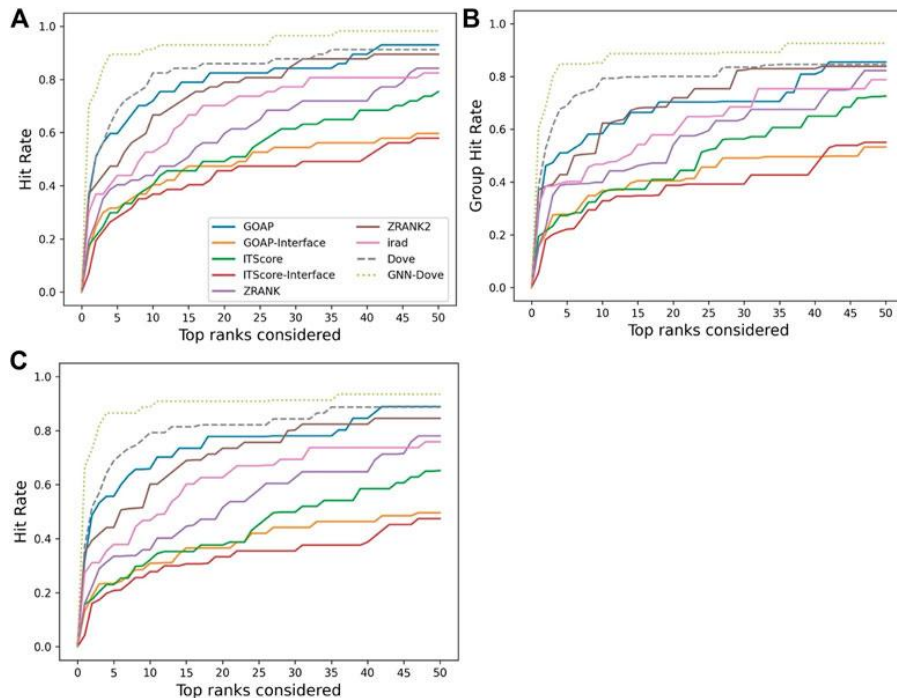 A
Hit Rate
1.0
0.8
0.6
0.4
0.2
0.0
GOAP
GOAP-Interface
ITScore
ITScore-Interface
ZRANK
ZRANK2
irad
Dove
GNN-Dove
0 5 10 15 20 25 30 35 40 45 50
Top ranks considered
B
Group Hit Rate
1.0
0.8
0.6
0.4
0.2
0.0
0 5 10 15 20 25 30 35 40 45 50
Top ranks considered
C
Hit Rate
1.0
0.8
0.6
0.4
0.2
0.0
0 5 10 15 20 25 30 35 40 45 50
Top ranks considered